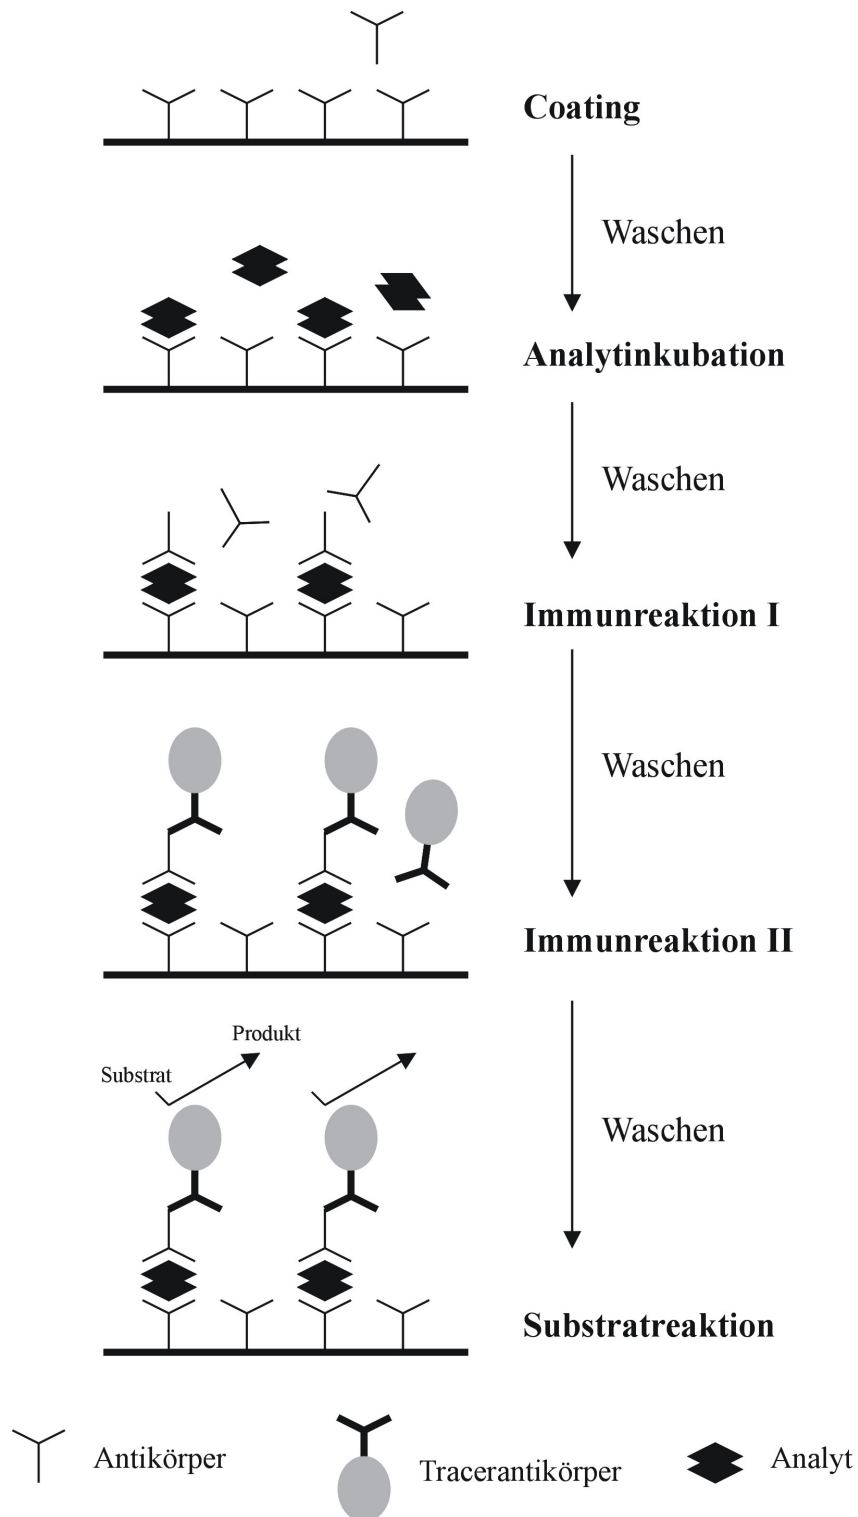 Coating
Waschen
Analytinkubation
Waschen
Immunreaktion I
Waschen
Immunreaktion II
Produkt
Substrat
Waschen
Substratreaktion
Antikörper
Tracerantikörper
Analyt